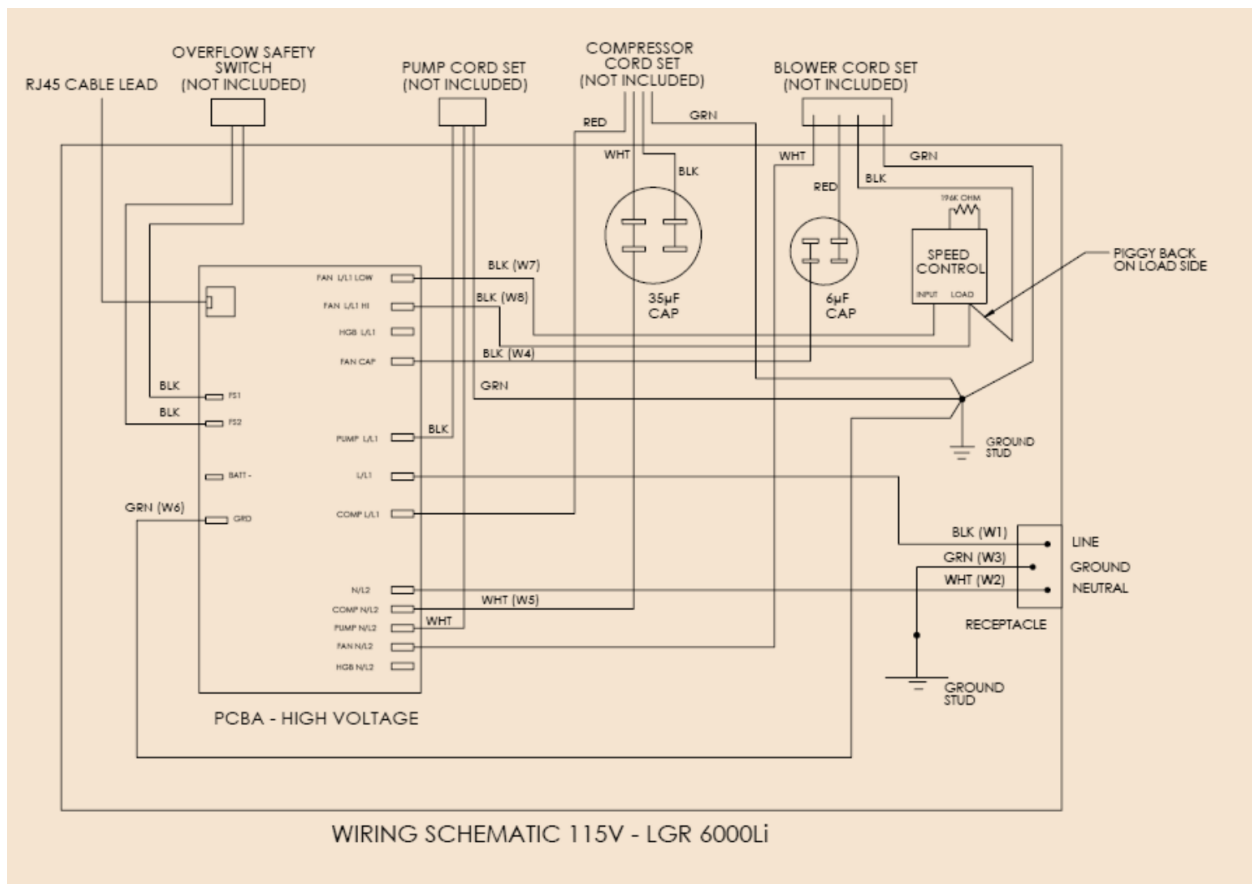 OVERFLOW SAFETY
SWITCH
(NOT INCLUDED)
RJ45 CABLE LEAD
PUMP CORD SET
(NOT INCLUDED)
COMPRESSOR
CORD SET
(NOT INCLUDED)
BLOWER CORD SET
(NOT INCLUDED)
RED
GRN
WHT
BLK
WHT
GRN
RED
BLK
196K OHM
SPEED
CONTROL
INPUT LOAD
PIGGY BACK
ON LOAD SIDE
35µF
CAP
6µF
CAP
FAN L/L1 LOW
BLK (W7)
FAN L/L1 HI
BLK (W8)
HGB L/L1
FAN CAP
BLK (W4)
GRN
BLK
FS1
BLK
FS2
BLK
PUMP L/L1
GROUND
STUD
BATT -
L/L1
GRN (W6)
GRD
COMP L/L1
BLK (W1)
LINE
GRN (W3)
GROUND
WHT (W2)
NEUTRAL
RECEPTACLE
N/L2
COMP N/L2
WHT (W5)
PUMP N/L2
WHT
FAN N/L2
HGB N/L2
GROUND
STUD
PCBA - HIGH VOLTAGE
WIRING SCHEMATIC 115V - LGR 6000Li